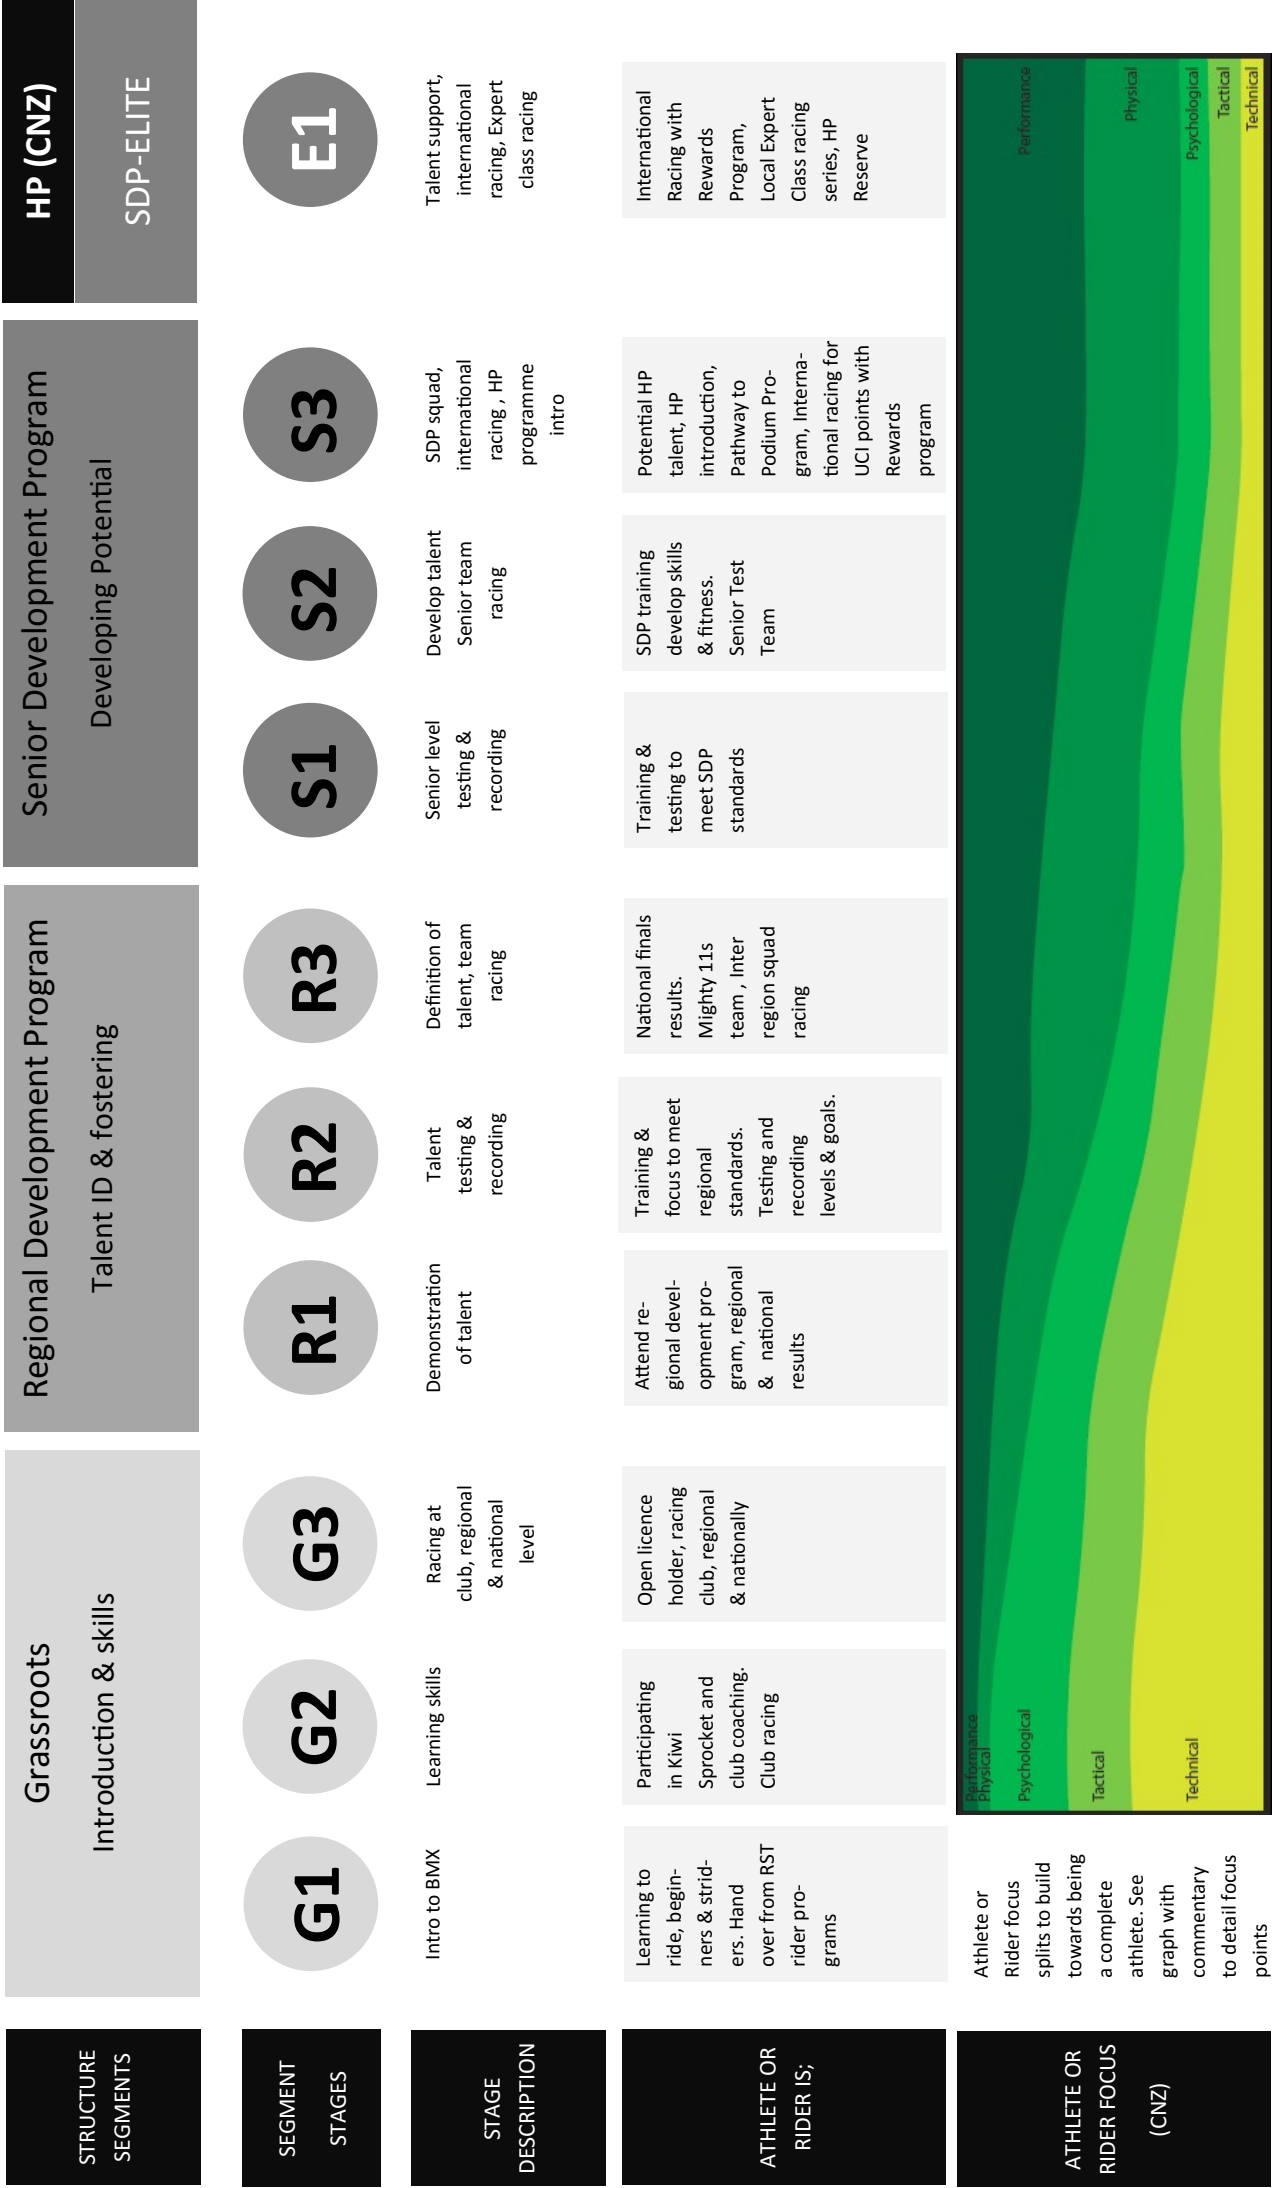 STRUCTURE
SEGMENTS
Grassroots
Introduction & skills
Regional Development Program
Talent ID & fostering
Senior Development Program
Developing Potential
HP (CNZ)
SDP-ELITE
SEGMENT
STAGES
G1
G2
G3
R1
R2
R3
S1
S2
S3
E1
STAGE
DESCRIPTION
Intro to BMX
Learning skills
Racing at
club, regional
& national
level
Demonstration
of talent
Talent
testing &
recording
Definition of
talent, team
racing
Senior level
testing &
recording
Develop talent
Senior team
racing
SDP squad,
international
racing , HP
programme
intro
Talent support,
international
racing, Expert
class racing
ATHLETE OR
RIDER IS;
Learning to
ride, begin-
ners & strid-
ers. Hand
over from RST
rider pro-
grams
Participating
in Kiwi
Sprocket and
club coaching.
Club racing
Open licence
holder, racing
club, regional
& nationally
Attend re-
gional devel-
opment pro-
gram, regional
& national
results
Training &
focus to meet
regional
standards.
Testing and
recording
levels & goals.
National finals
results.
Mighty 11s
team , Inter
region squad
racing
Training &
testing to
meet SDP
standards
SDP training
develop skills
& fitness.
Senior Test
Team
Potential HP
talent, HP
introduction,
Pathway to
Podium Pro-
gram, Interna-
tional racing for
UCI points with
Rewards
program
International
Racing with
Rewards
Program,
Local Expert
Class racing
series, HP
Reserve
ATHLETE OR
RIDER FOCUS
(CNZ)
Athlete or
Rider focus
splits to build
towards being
a complete
athlete. See
graph with
commentary
to detail focus
points
Performance
Physical
Psychological
Tactical
Technical
Performance
Physical
Psychological
Tactical
Technical